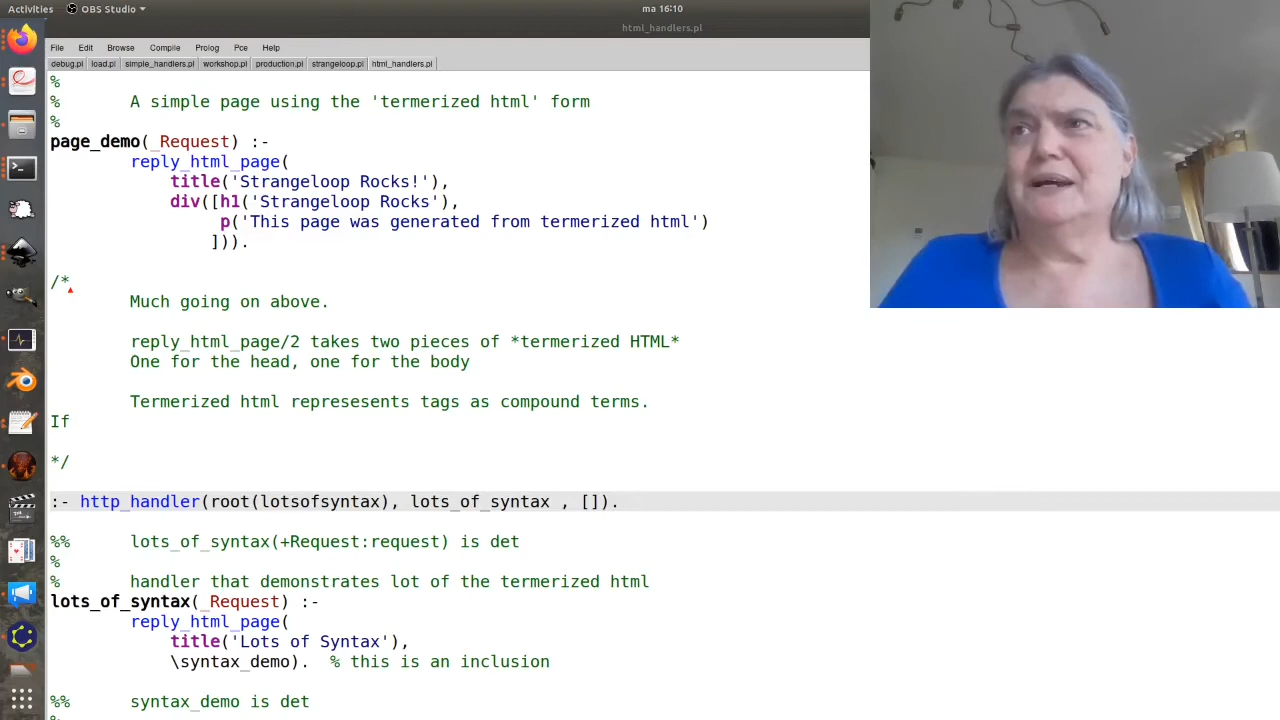 Activities OBS Studio ma 16:10
html_handlers.pl
File Edit Browse Compile Prolog Pce Help
debug.pl load.pl simple_handlers.pl workshop.pl production.pl strangeloop.pl html_handlers.pl
%
% A simple page using the 'termerized html' form
%
page_demo(_Request) :-
reply_html_page(
title('Strangeloop Rocks!'),
div([h1('Strangeloop Rocks'),
p('This page was generated from termerized html')
])).
/*
Much going on above.
reply_html_page/2 takes two pieces of *termerized HTML*
One for the head, one for the body
Termerized html represesents tags as compound terms.
If
*/
:- http_handler(root(lotsofsyntax), lots_of_syntax , []).
%% lots_of_syntax(+Request:request) is det
%
% handler that demonstrates lot of the termerized html
lots_of_syntax(_Request) :-
reply_html_page(
title('Lots of Syntax'),
\syntax_demo). % this is an inclusion
%% syntax_demo is det